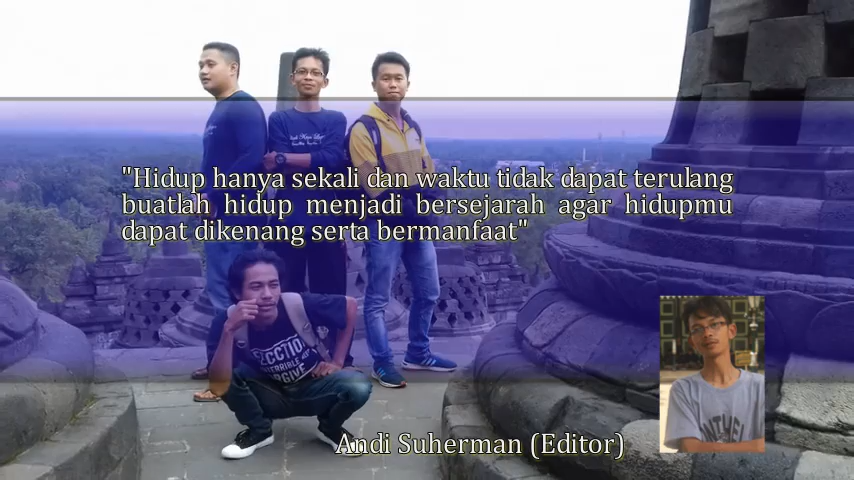 "Hidup hanya sekali dan waktu tidak dapat terulang
buatlah hidup menjadi bersejarah agar hidupmu
dapat dikenang serta bermanfaat"
Andi Suherman (Editor)